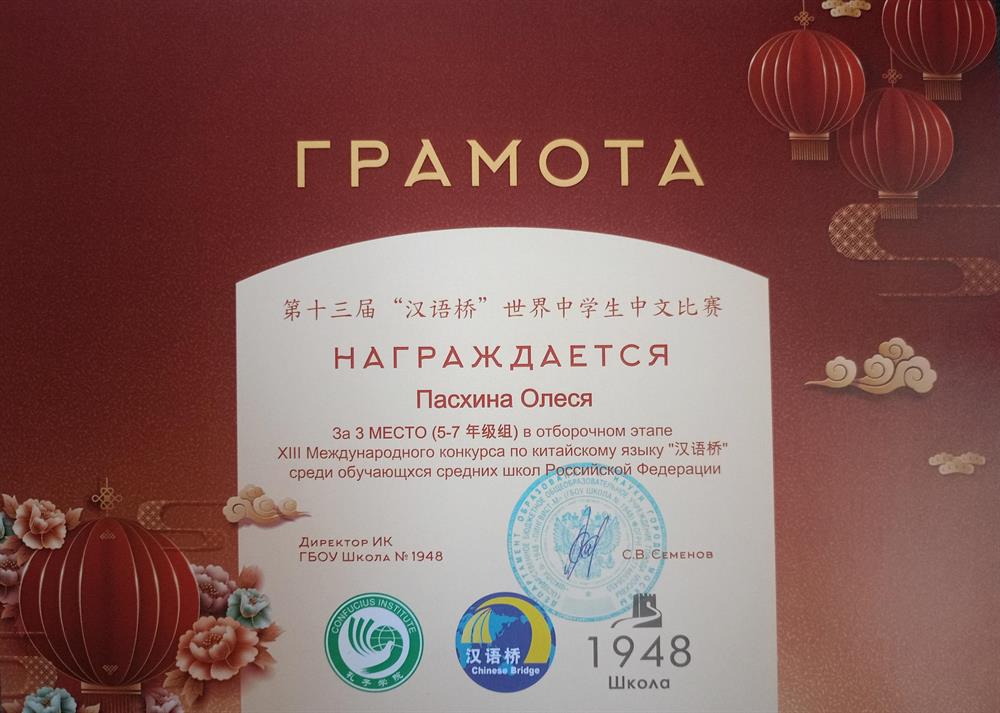 ГРАМОТА
第十三届 “汉语桥” 世界中学生中文比赛
НАГРАЖДАЕТСЯ
Пасхина Олеся
За 3 МЕСТО (5-7 年级组) в отборочном этапе
XIII Международного конкурса по китайскому языку "汉语桥"
среди обучающхся средних школ Российской Федерации
Директор ИК
ГБОУ Школа № 1948
С.В. Семенов
CONFUCIUS INSTITUTE
孔子学院
汉语桥
Chinese Bridge
1948
Школа